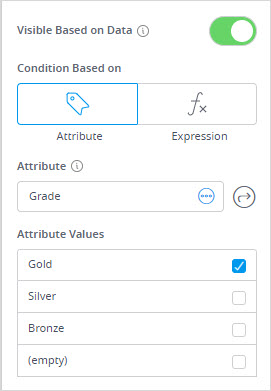 Visible Based on Data
Condition Based on
Attribute
Expression
Attribute
Grade
Attribute Values
Gold
Silver
Bronze
(empty)